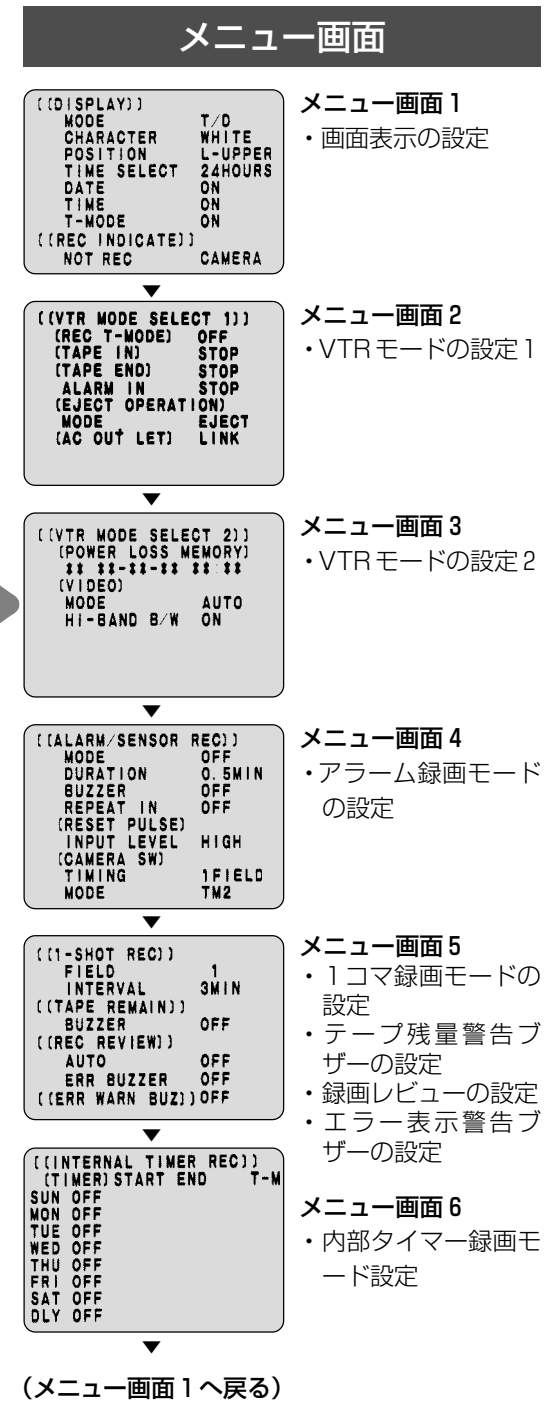 メニュー画面
((DISPLAY))
MODE T/D
CHARACTER WHITE
POSITION L-UPPER
TIME SELECT 24HOURS
DATE ON
TIME ON
T-MODE ON
((REC INDICATE))
NOT REC CAMERA
メニュー画面1
・画面表示の設定
▼
((VTR MODE SELECT 1))
(REC T-MODE) OFF
(TAPE IN) STOP
(TAPE END) STOP
ALARM IN STOP
(EJECT OPERATION)
MODE EJECT
(AC OUT LET) LINK
メニュー画面2
・VTRモードの設定1
▼
((VTR MODE SELECT 2))
(POWER LOSS MEMORY)
** **-**-** **:**
(VIDEO)
MODE AUTO
Hi-BAND B/W ON
メニュー画面3
・VTRモードの設定2
▼
((ALARM/SENSOR REC))
MODE OFF
DURATION 0.5MIN
BUZZER OFF
REPEAT IN OFF
(RESET PULSE)
INPUT LEVEL HIGH
(CAMERA SW)
TIMING 1FIELD
MODE TM2
メニュー画面4
・アラーム録画モード
の設定
▼
((1-SHOT REC))
FIELD 1
INTERVAL 3MIN
((TAPE REMAIN))
BUZZER OFF
((REC REVIEW))
AUTO OFF
ERR BUZZER OFF
((ERR WARN BUZ))OFF
メニュー画面5
・1コマ録画モードの
設定
・テープ残量警告ブ
ザーの設定
・録画レビューの設定
・エラー表示警告ブ
ザーの設定
▼
((INTERNAL TIMER REC))
(TIMER)START END T-M
SUN OFF
MON OFF
TUE OFF
WED OFF
THU OFF
FRI OFF
SAT OFF
DLY OFF
メニュー画面6
・内部タイマー録画モ
ード設定
▼
(メニュー画面1へ戻る)